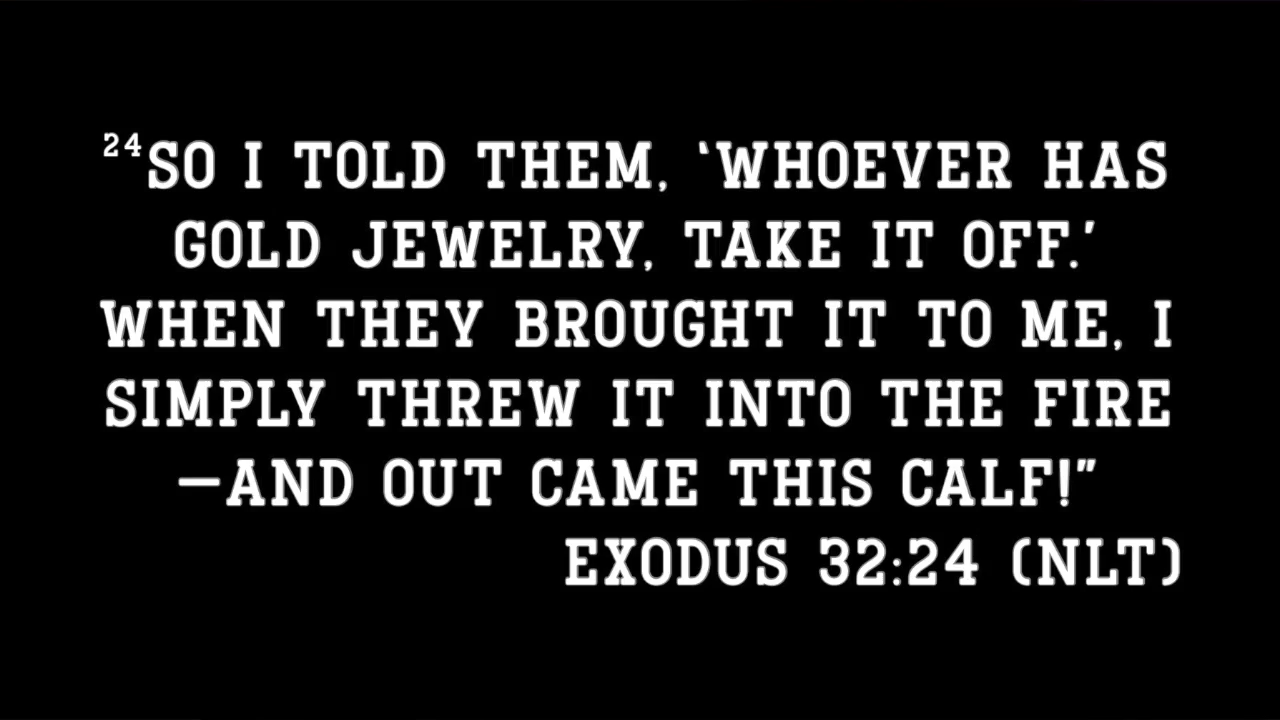 ²⁴SO I TOLD THEM, ‘WHOEVER HAS
GOLD JEWELRY, TAKE IT OFF.’
WHEN THEY BROUGHT IT TO ME, I
SIMPLY THREW IT INTO THE FIRE
—AND OUT CAME THIS CALF!”
EXODUS 32:24 (NLT)